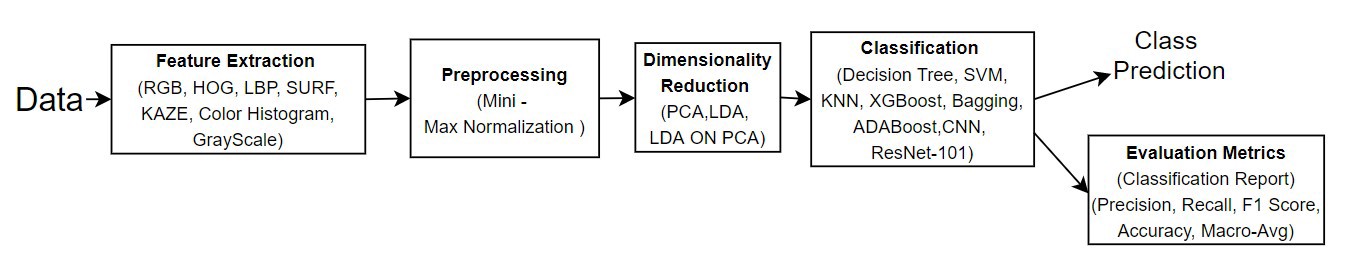 Data
Feature Extraction
(RGB, HOG, LBP, SURF,
KAZE, Color Histogram,
GrayScale)
Preprocessing
(Mini -
Max Normalization )
Dimensionality
Reduction
(PCA,LDA,
LDA ON PCA)
Classification
(Decision Tree, SVM,
KNN, XGBoost, Bagging,
ADABoost,CNN,
ResNet-101)
Class
Prediction
Evaluation Metrics
(Classification Report)
(Precision, Recall, F1 Score,
Accuracy, Macro-Avg)